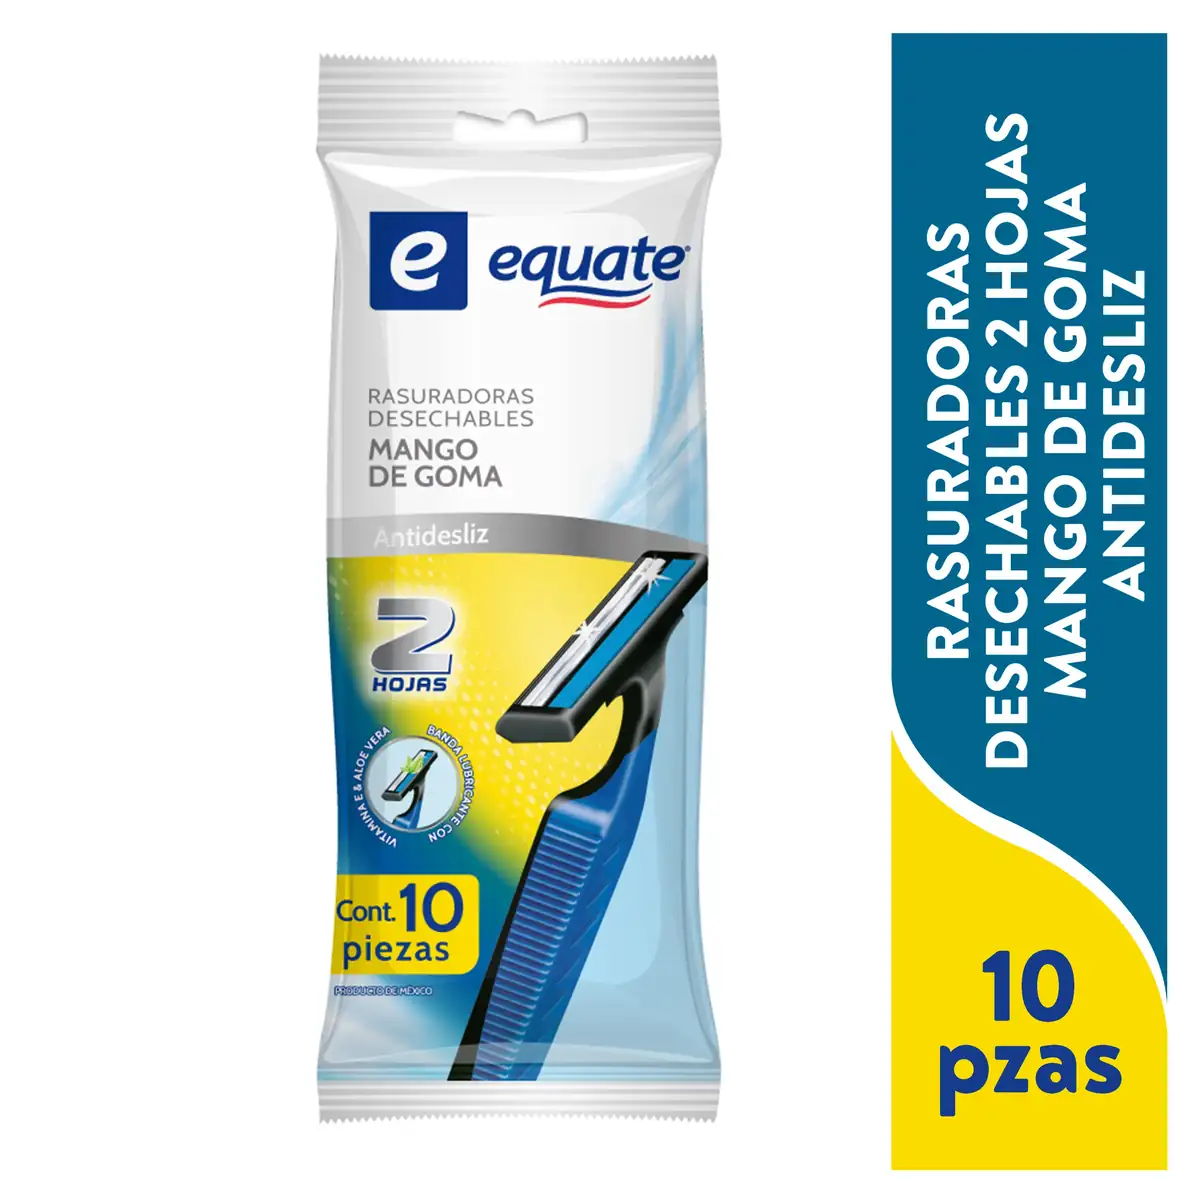 e equate®
RASURADORAS
DESECHABLES
MANGO
DE GOMA
Antidesliz
2
HOJAS
BANDA LUBRICANTE CON
VITAMINA E & ALOE VERA
Cont. 10
piezas
PRODUCTO DE MÉXICO
RASURADORAS
DESECHABLES 2 HOJAS
MANGO DE GOMA
ANTIDESLIZ
10
pzas